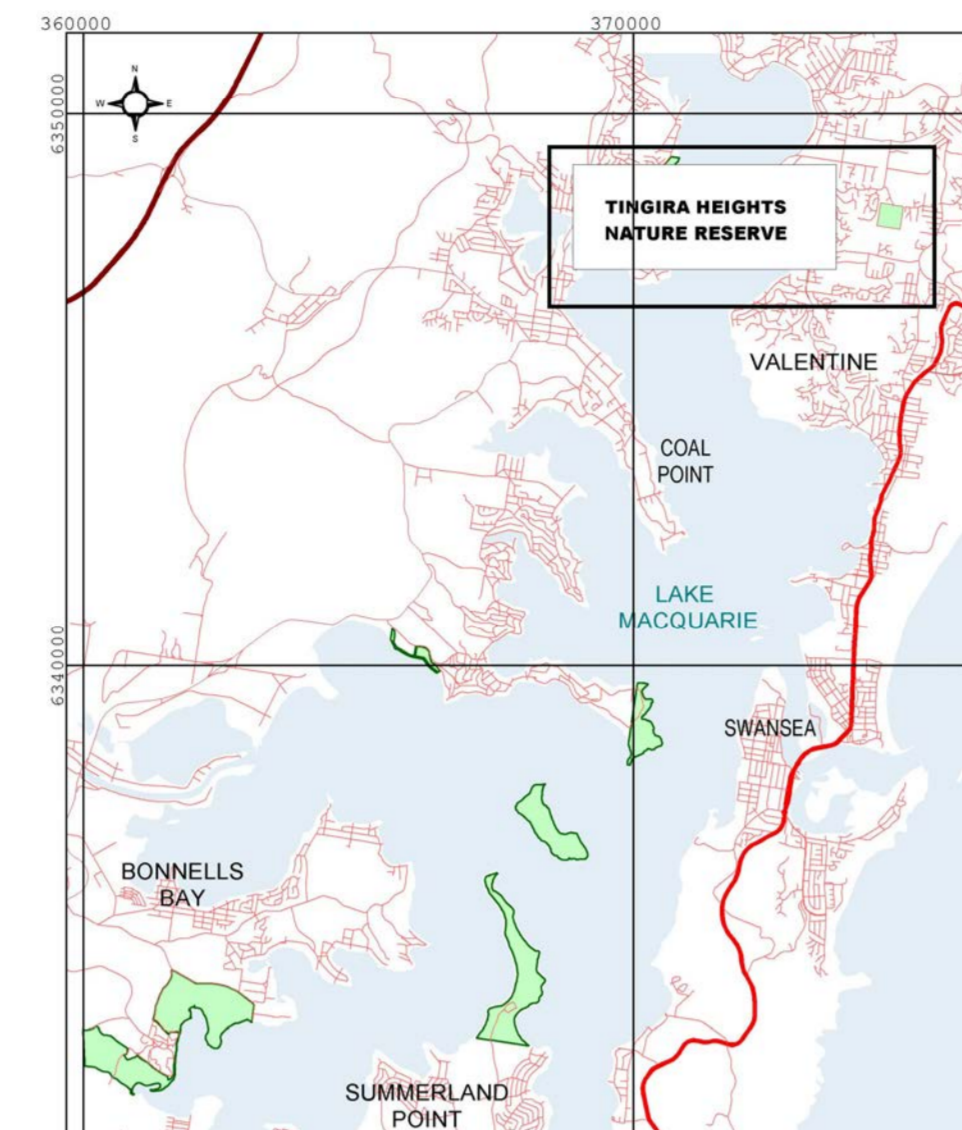 360000
370000
6350000
N
W
E
S
TINGIRA HEIGHTS
NATURE RESERVE
VALENTINE
COAL
POINT
LAKE
MACQUARIE
6340000
SWANSEA
BONNELLS
BAY
SUMMERLAND
POINT